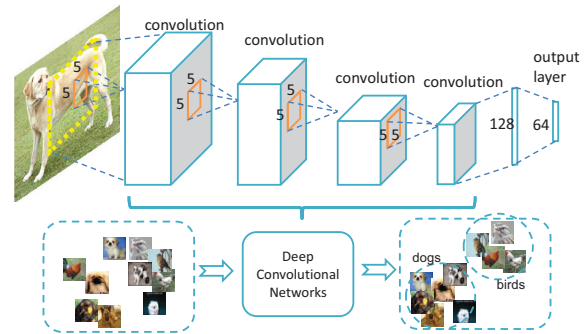 convolution
convolution
convolution
convolution
output
layer
5
5
5
5
5
5
5
5
128
64
Deep
Convolutional
Networks
dogs
birds